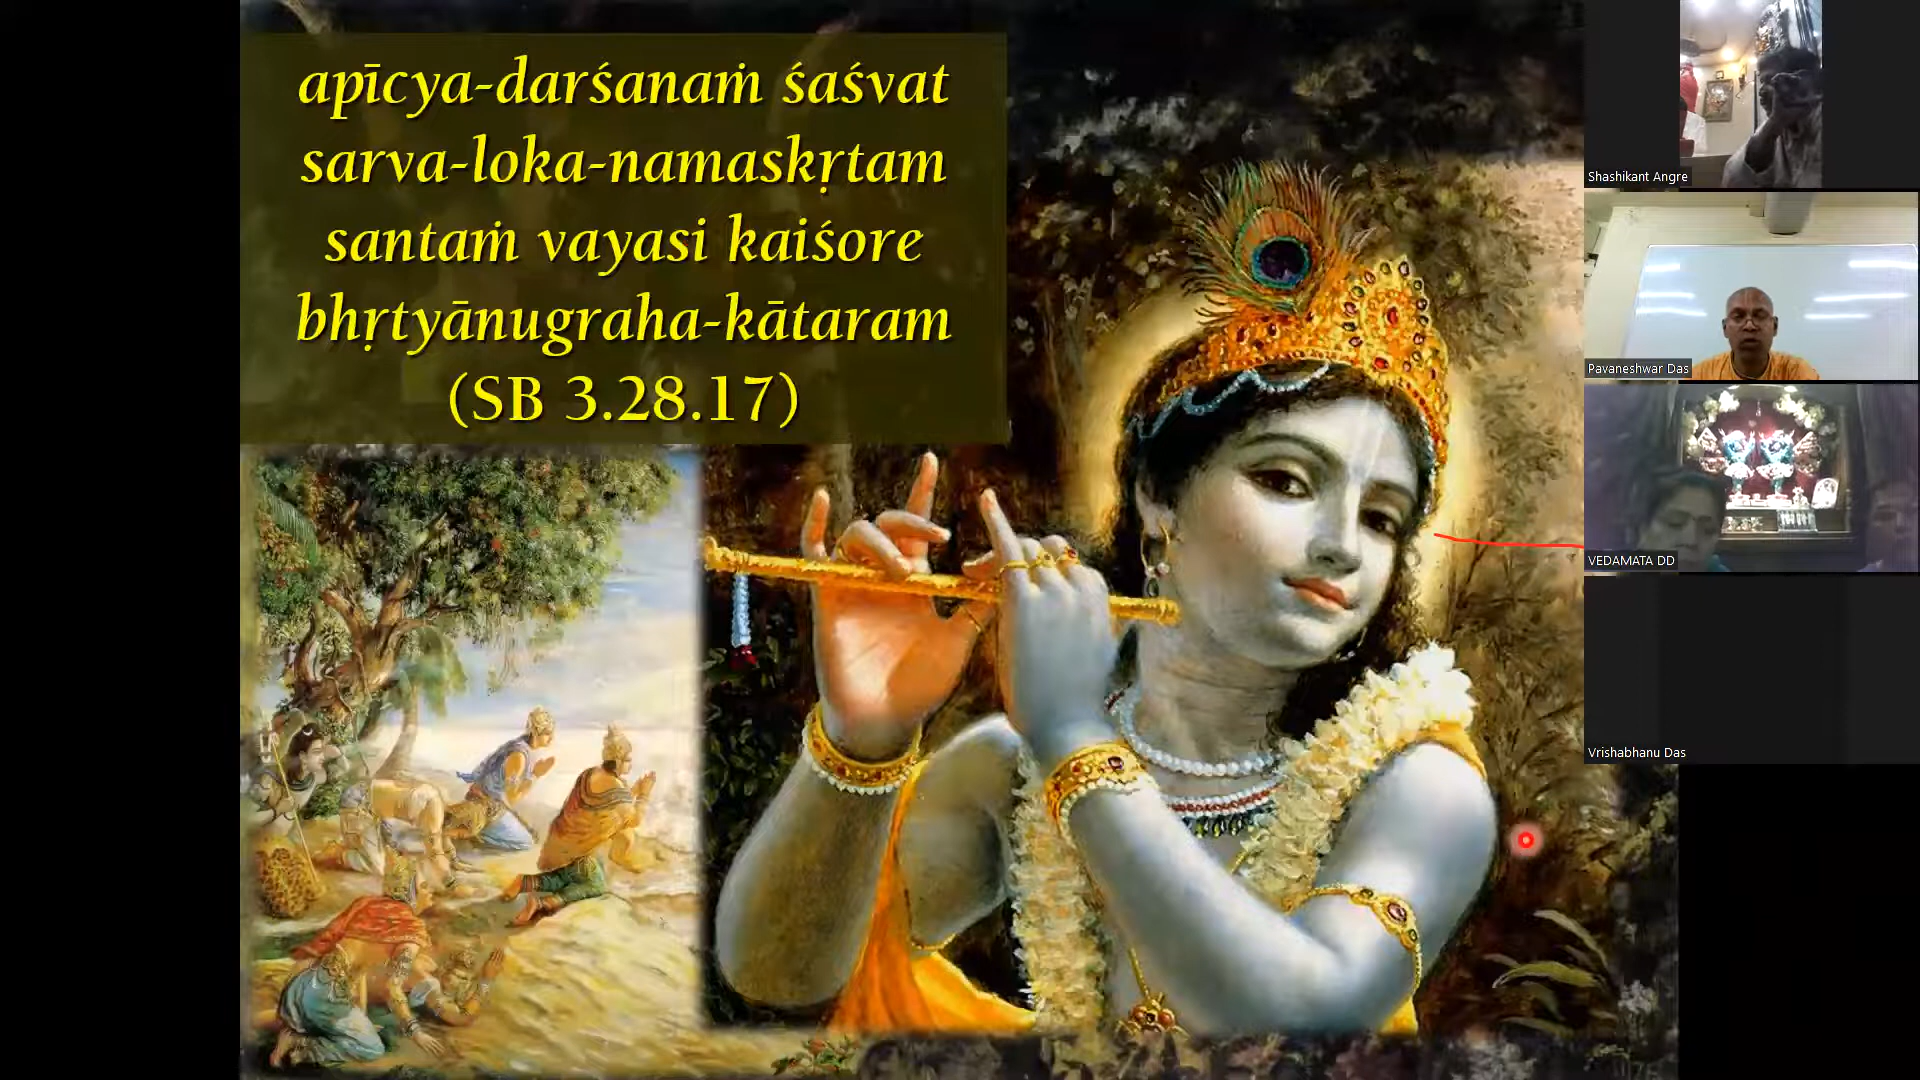 apīcya-darśanaṁ śaśvat
sarva-loka-namaskṛtam
santaṁ vayasi kaiśore
bhṛtyānugraha-kātaram
(SB 3.28.17)
Shashikant Angre
Pavaneshwar Das
VEDAMATA DD
Vrishabhanu Das